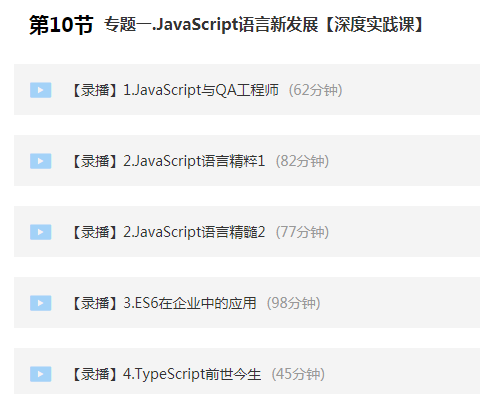 第10节 专题一.JavaScript语言新发展【深度实践课】
【录播】1.JavaScript与QA工程师 (62分钟)
【录播】2.JavaScript语言精粹1 (82分钟)
【录播】2.JavaScript语言精髓2 (77分钟)
【录播】3.ES6在企业中的应用 (98分钟)
【录播】4.TypeScript前世今生 (45分钟)